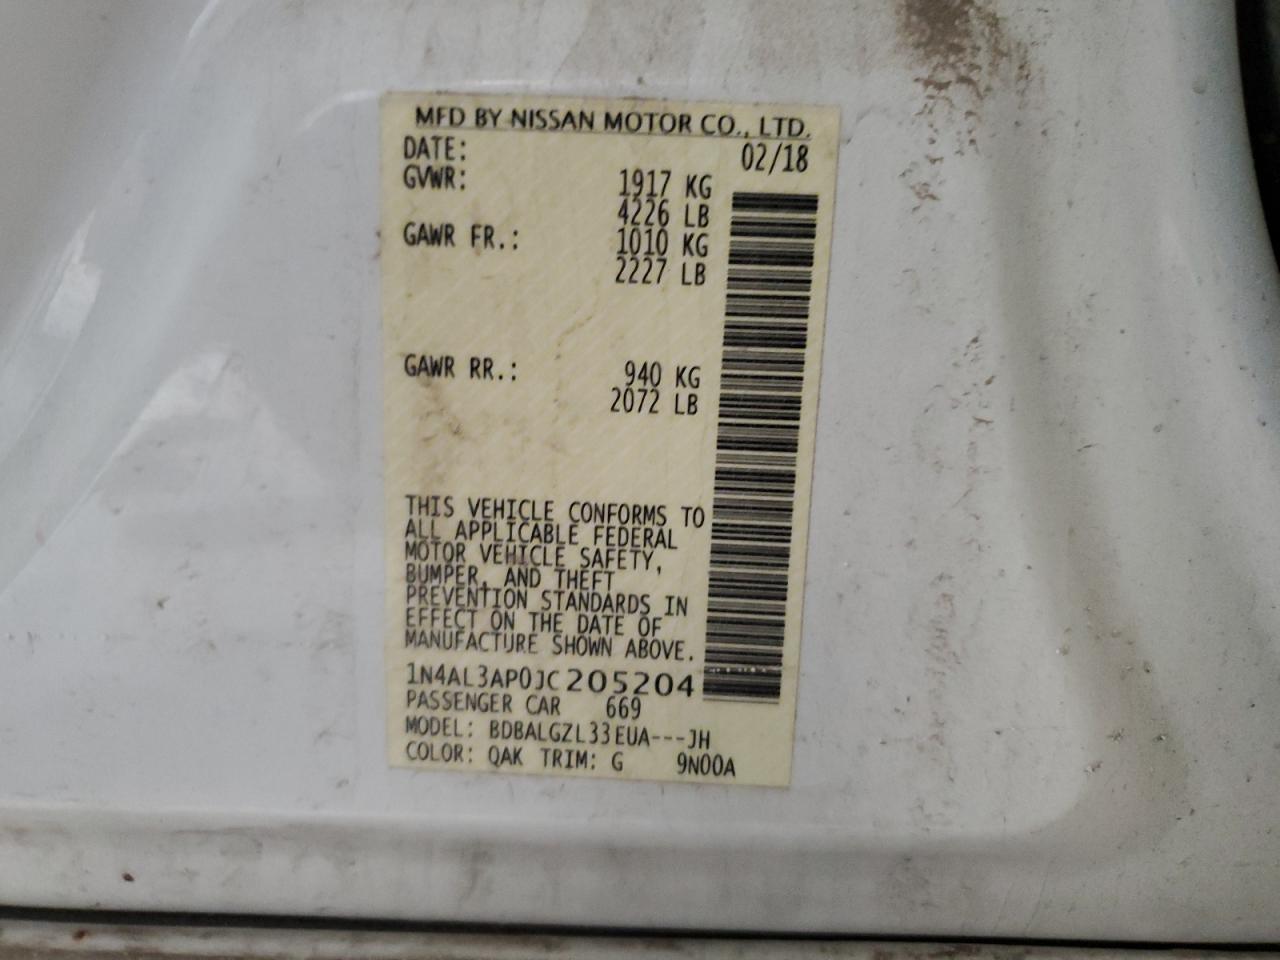 MFD BY NISSAN MOTOR CO., LTD.
DATE: 02/18
GVWR: 1917 KG
4226 LB
GAWR FR.: 1010 KG
2227 LB
GAWR RR.: 940 KG
2072 LB
THIS VEHICLE CONFORMS TO
ALL APPLICABLE FEDERAL
MOTOR VEHICLE SAFETY,
BUMPER, AND THEFT
PREVENTION STANDARDS IN
EFFECT ON THE DATE OF
MANUFACTURE SHOWN ABOVE.
1N4AL3AP0JC205204
PASSENGER CAR 669
MODEL: BDBALGZL33EUA---JH
COLOR: QAK TRIM: G 9N00A